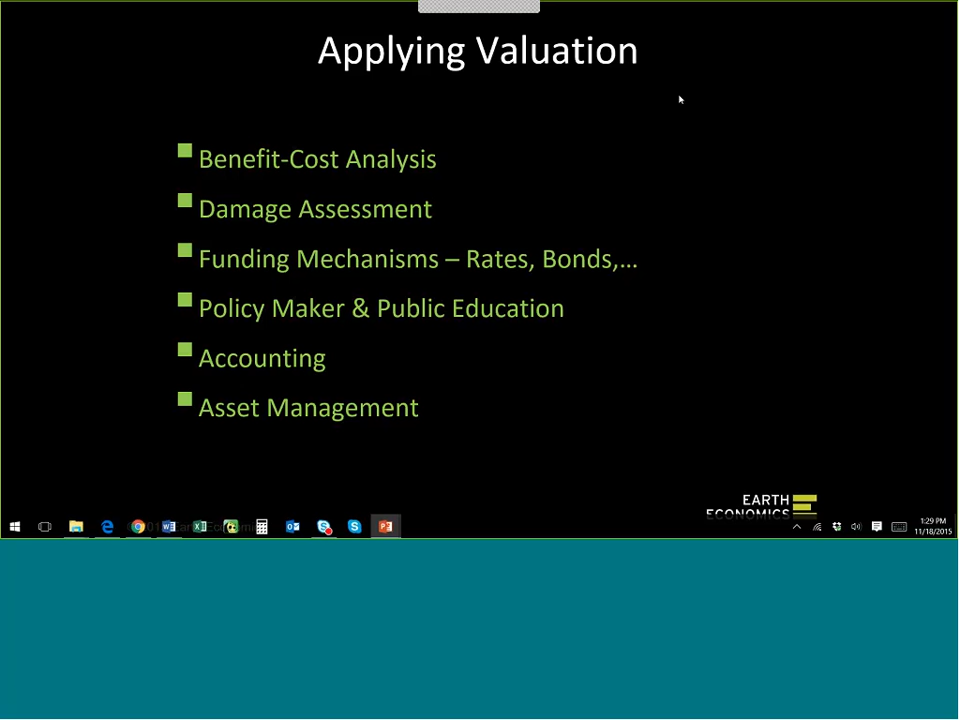 Applying Valuation
Benefit-Cost Analysis
Damage Assessment
Funding Mechanisms – Rates, Bonds,…
Policy Maker & Public Education
Accounting
Asset Management
EARTH
ECONOMICS
1:29 PM
11/18/2015